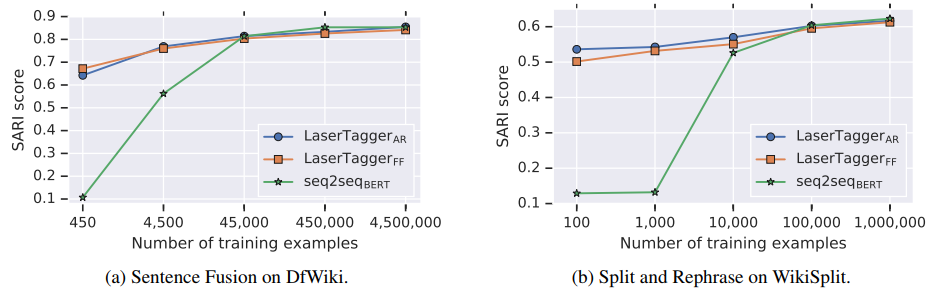 0.9
0.8
0.7
0.6
0.5
0.4
0.3
0.2
0.1
SARI score
LaserTaggerAR
LaserTaggerFF
seq2seqBERT
450 4,500 45,000 450,000 4,500,000
Number of training examples
(a) Sentence Fusion on DfWiki.
0.6
0.5
0.4
0.3
0.2
0.1
SARI score
LaserTaggerAR
LaserTaggerFF
seq2seqBERT
100 1,000 10,000 100,000 1,000,000
Number of training examples
(b) Split and Rephrase on WikiSplit.